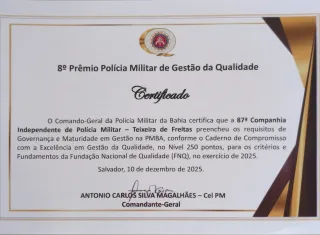 8º Prêmio Polícia Militar de Gestão da Qualidade
Certificado
O Comando-Geral da Polícia Militar da Bahia certifica que a 87ª Companhia
Independente de Polícia Militar – Teixeira de Freitas preencheu os requisitos de
Governança e Maturidade em Gestão na PMBA, conforme o Caderno de Compromisso
com a Excelência em Gestão da Qualidade, no Nível 250 pontos, para os critérios e
Fundamentos da Fundação Nacional de Qualidade (FNQ), no exercício de 2025.
Salvador, 10 de dezembro de 2025.
ANTONIO CARLOS SILVA MAGALHÃES – Cel PM
Comandante-Geral